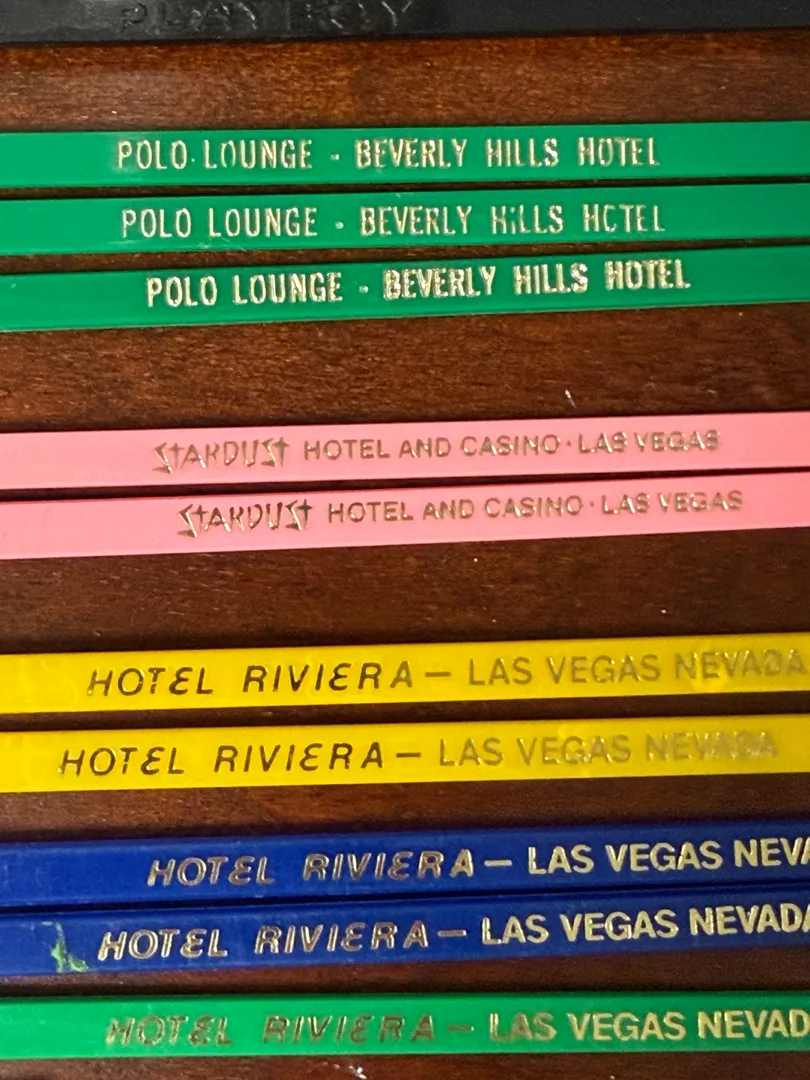 PLAYBOY
POLO LOUNGE - BEVERLY HILLS HOTEL
POLO LOUNGE - BEVERLY HILLS HOTEL
POLO LOUNGE - BEVERLY HILLS HOTEL
STARDUST HOTEL AND CASINO · LAS VEGAS
STARDUST HOTEL AND CASINO · LAS VEGAS
HOTEL RIVIERA — LAS VEGAS NEVADA
HOTEL RIVIERA — LAS VEGAS NEVADA
HOTEL RIVIERA — LAS VEGAS NEVA
HOTEL RIVIERA — LAS VEGAS NEVADA
HOTEL RIVIERA — LAS VEGAS NEVAD